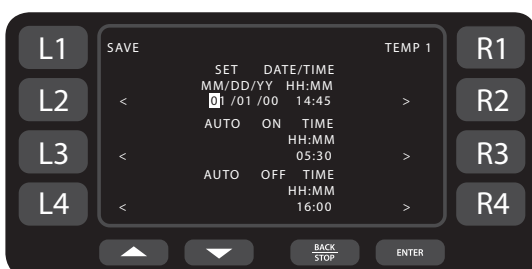 L1 SAVE TEMP 1 R1
SET DATE/TIME
MM/DD/YY HH:MM
L2 < 01 /01 /00 14:45 > R2
AUTO ON TIME
HH:MM
L3 < 05:30 > R3
AUTO OFF TIME
HH:MM
L4 < 16:00 > R4
BACK
STOP
ENTER